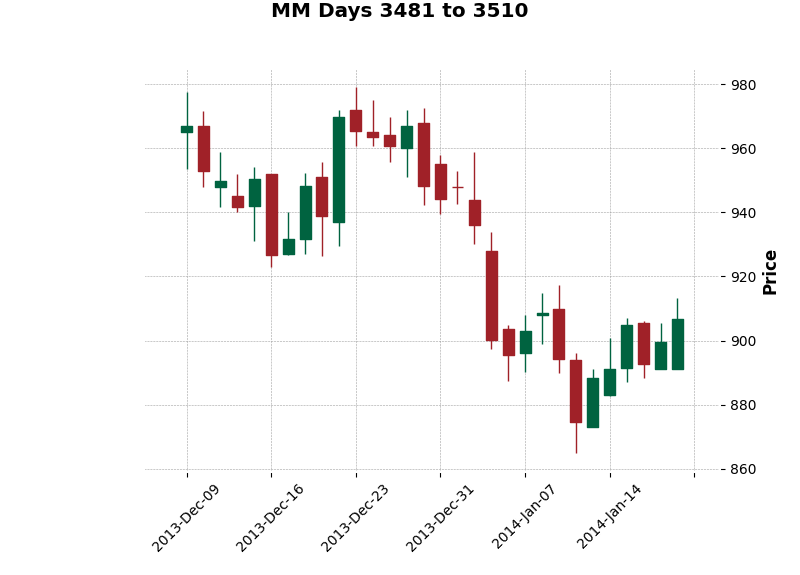 MM Days 3481 to 3510
980
960
940
920
900
880
860
Price
2013-Dec-09
2013-Dec-16
2013-Dec-23
2013-Dec-31
2014-Jan-07
2014-Jan-14